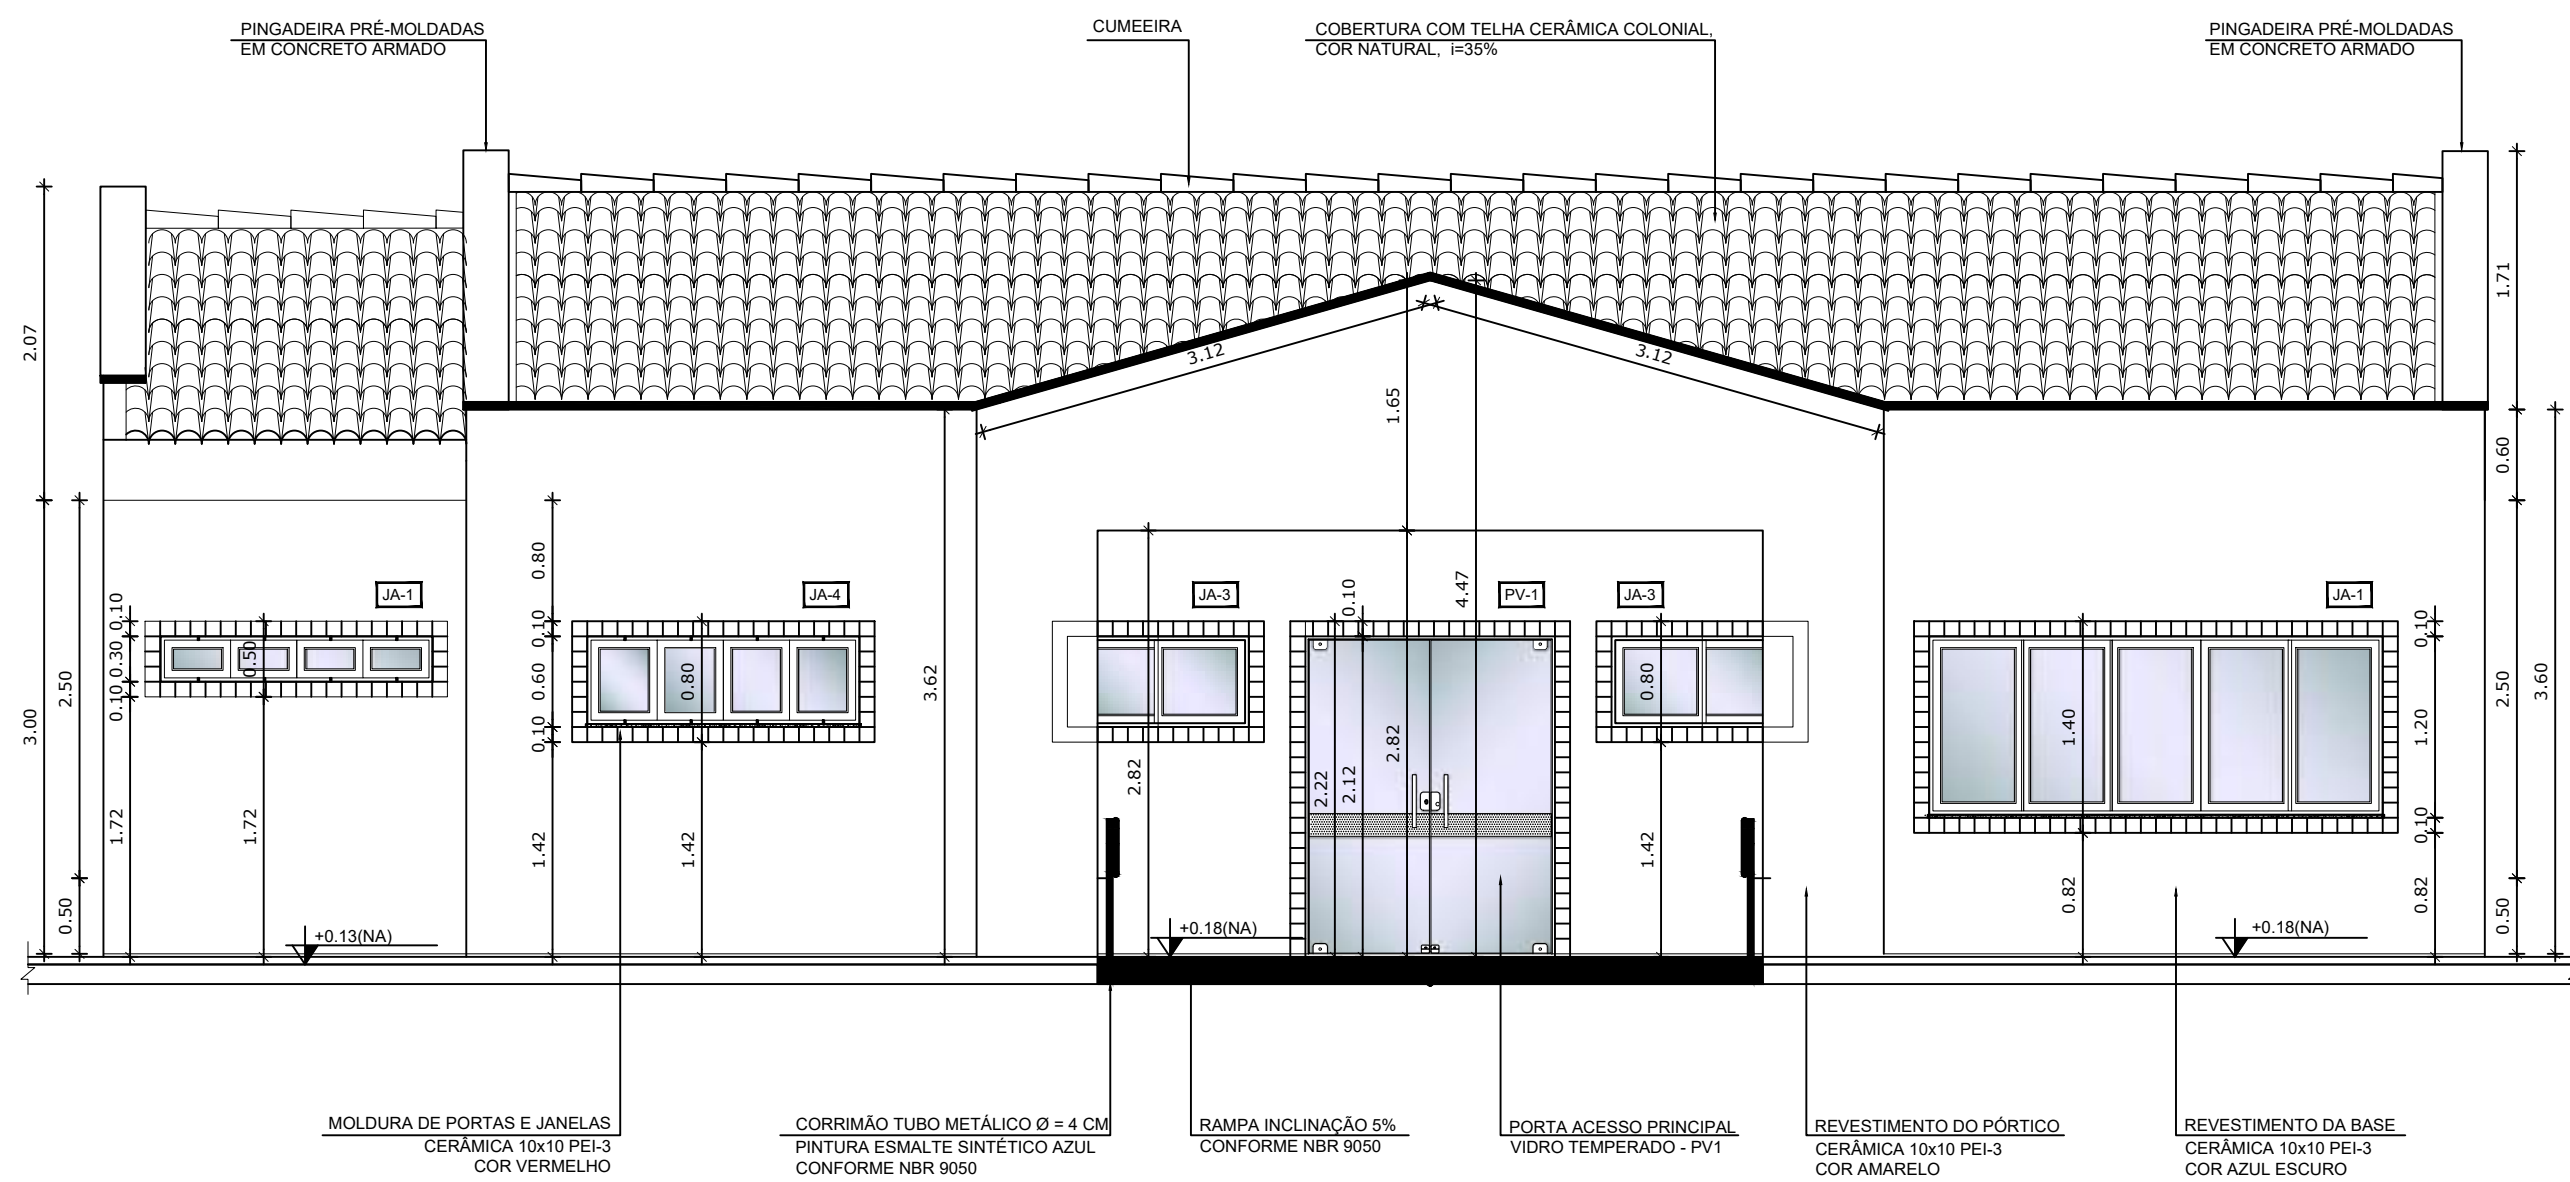 PINGADEIRA PRÉ-MOLDADAS
EM CONCRETO ARMADO
CUMEEIRA
COBERTURA COM TELHA CERÂMICA COLONIAL,
COR NATURAL, i=35%
PINGADEIRA PRÉ-MOLDADAS
EM CONCRETO ARMADO
2.07
3.00
2.50
0.50
0.10
0.30
0.10
1.72
0.50
1.72
JA-1
+0.13(NA)
0.80
0.10
0.60
0.10
1.42
0.80
1.42
JA-4
3.62
3.12
3.12
1.65
4.47
2.82
JA-3
+0.18(NA)
0.10
2.22
2.12
2.82
PV-1
JA-3
0.80
1.42
JA-1
1.40
0.82
+0.18(NA)
0.10
1.20
0.10
0.82
1.71
0.60
2.50
0.50
3.60
MOLDURA DE PORTAS E JANELAS
CERÂMICA 10x10 PEI-3
COR VERMELHO
CORRIMÃO TUBO METÁLICO Ø = 4 CM
PINTURA ESMALTE SINTÉTICO AZUL
CONFORME NBR 9050
RAMPA INCLINAÇÃO 5%
CONFORME NBR 9050
PORTA ACESSO PRINCIPAL
VIDRO TEMPERADO - PV1
REVESTIMENTO DO PÓRTICO
CERÂMICA 10x10 PEI-3
COR AMARELO
REVESTIMENTO DA BASE
CERÂMICA 10x10 PEI-3
COR AZUL ESCURO